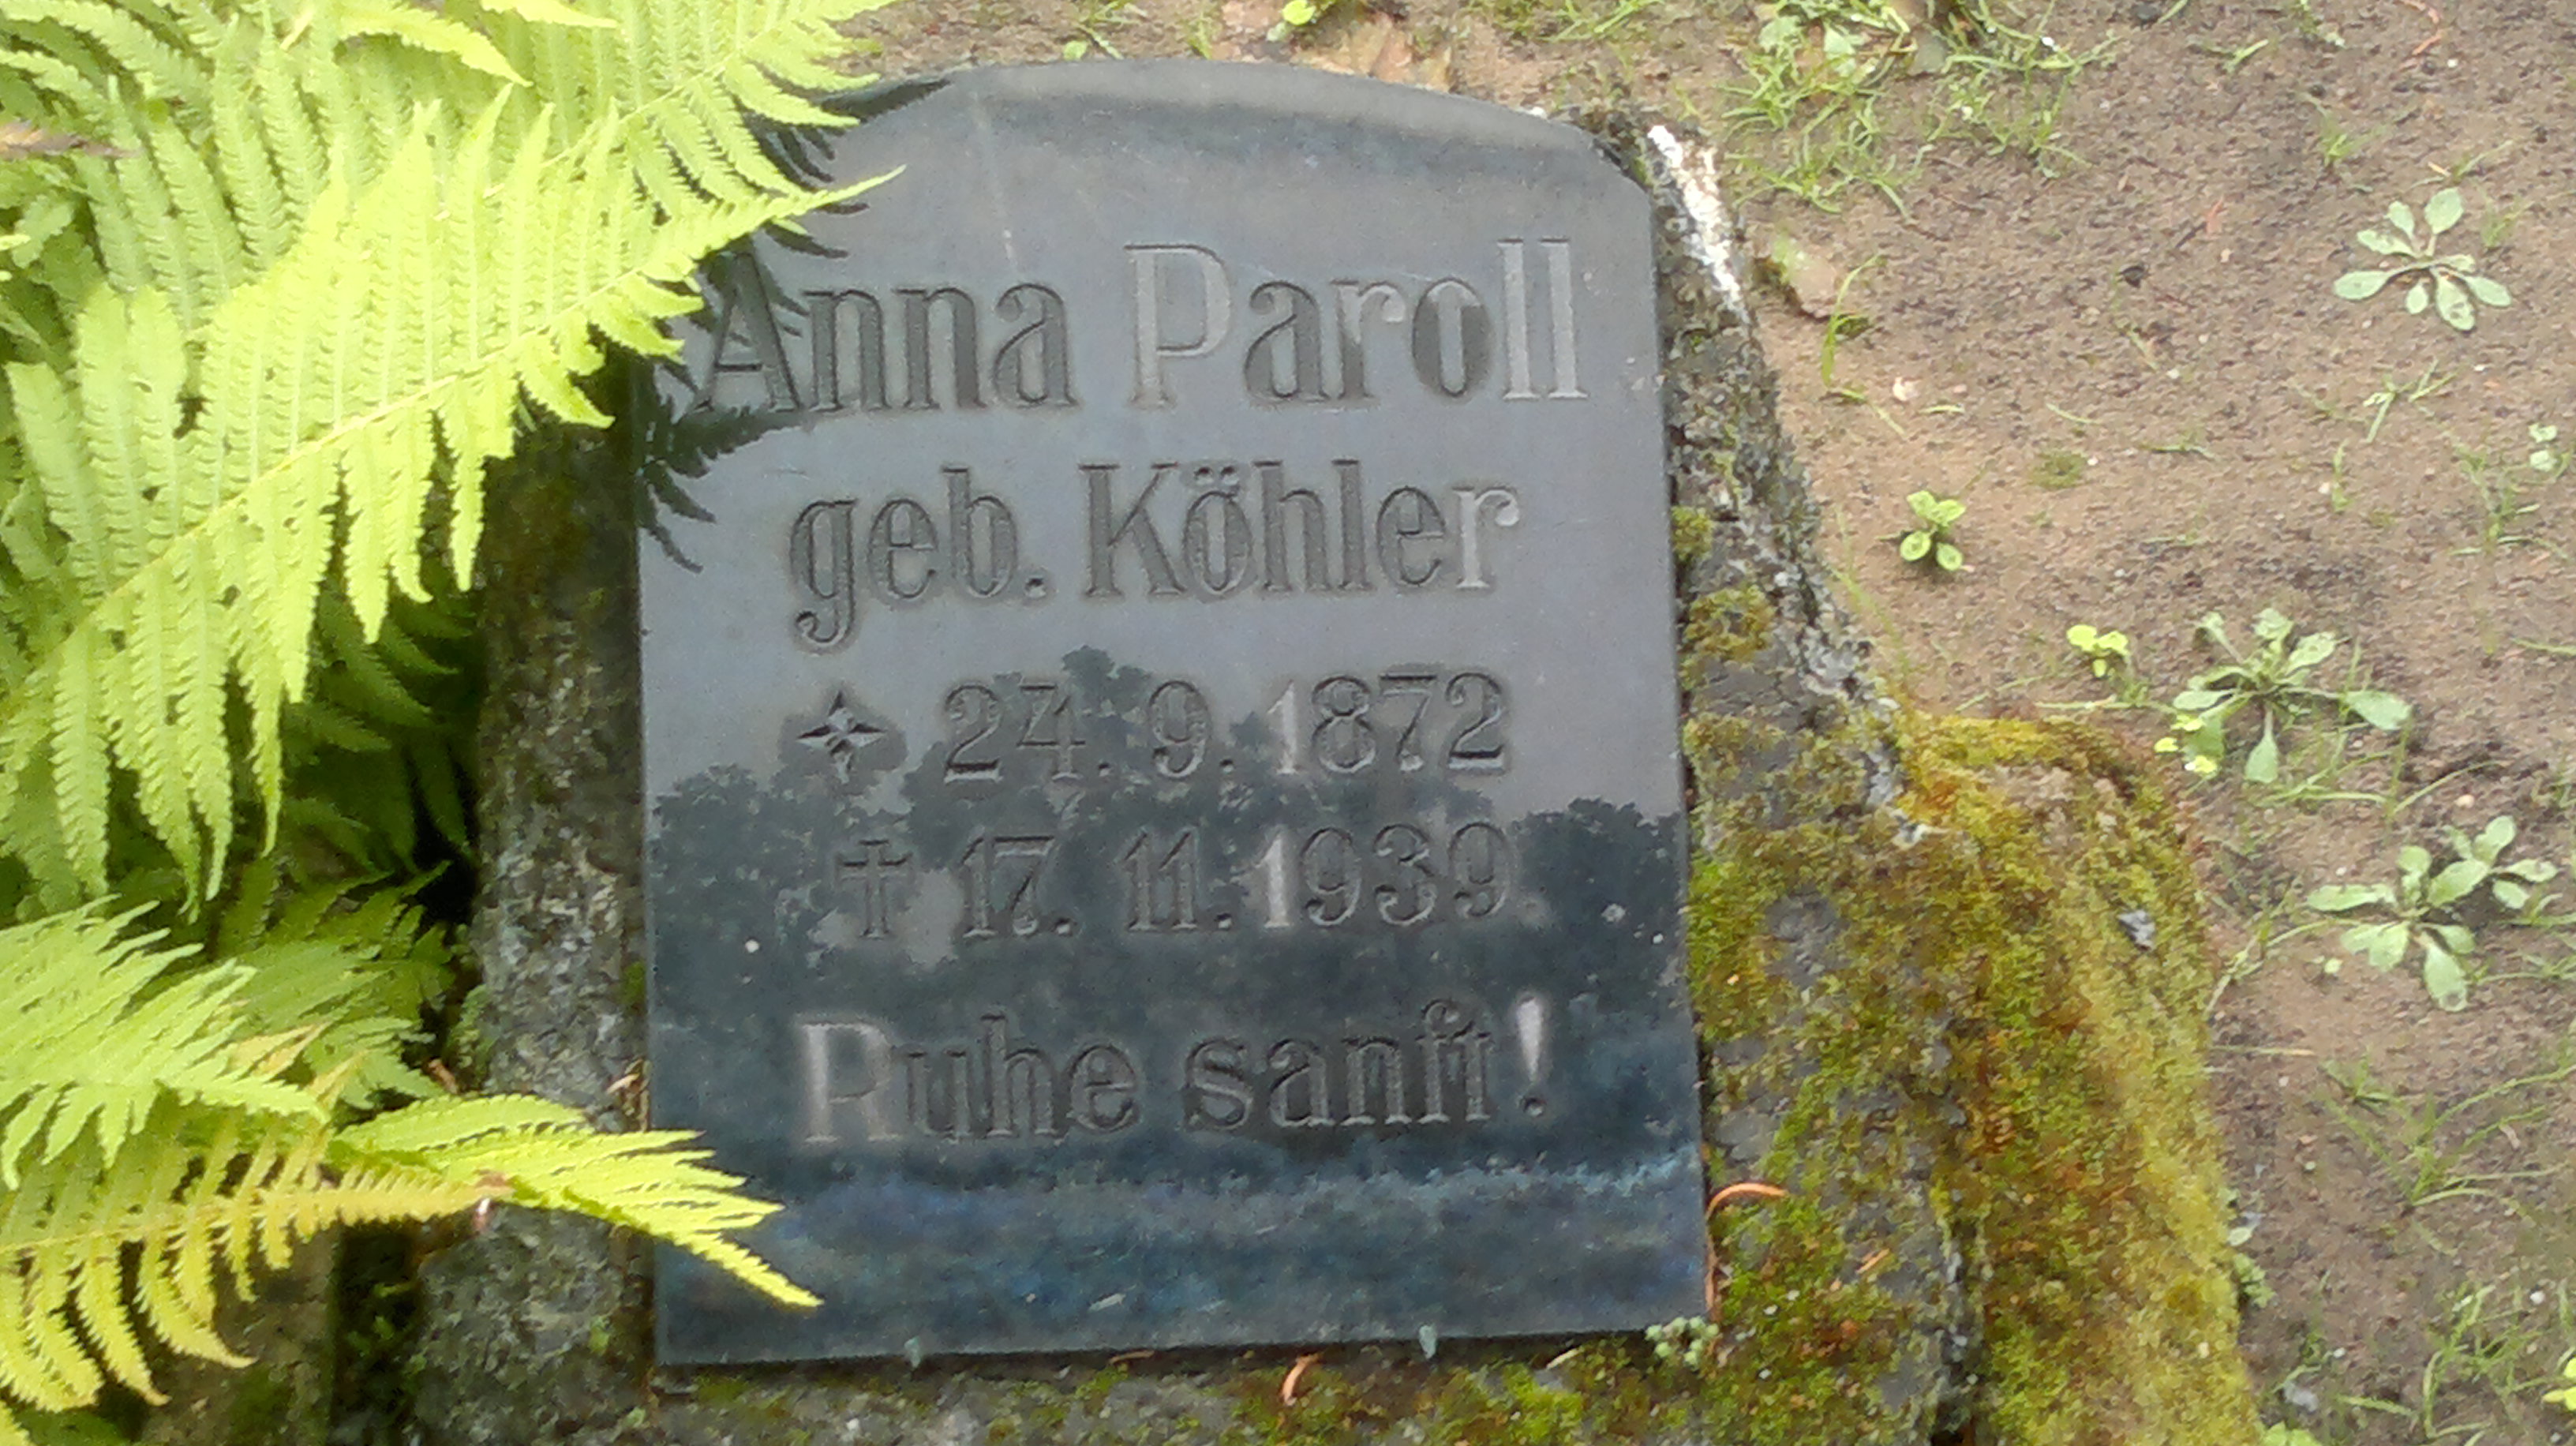 Anna Paroll
geb. Köhler
✧ 24. 9. 1872
† 17. 11. 1939
Ruhe sanft!